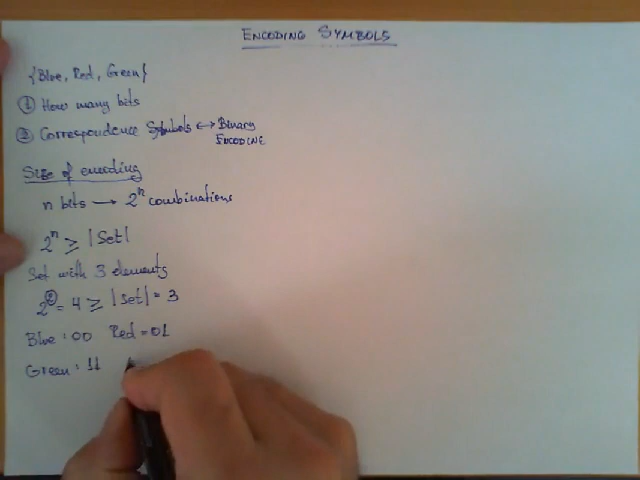 ENCODING SYMBOLS
{Blue, Red, Green}
① How many bits
② Correspondence Symbols ↔ Binary
ENCODING
Size of encoding
n bits → 2ⁿ combinations
2ⁿ ≥ |Set|
Set with 3 elements
2² = 4 ≥ |Set| = 3
Blue : 00 Red = 01
Green : 11